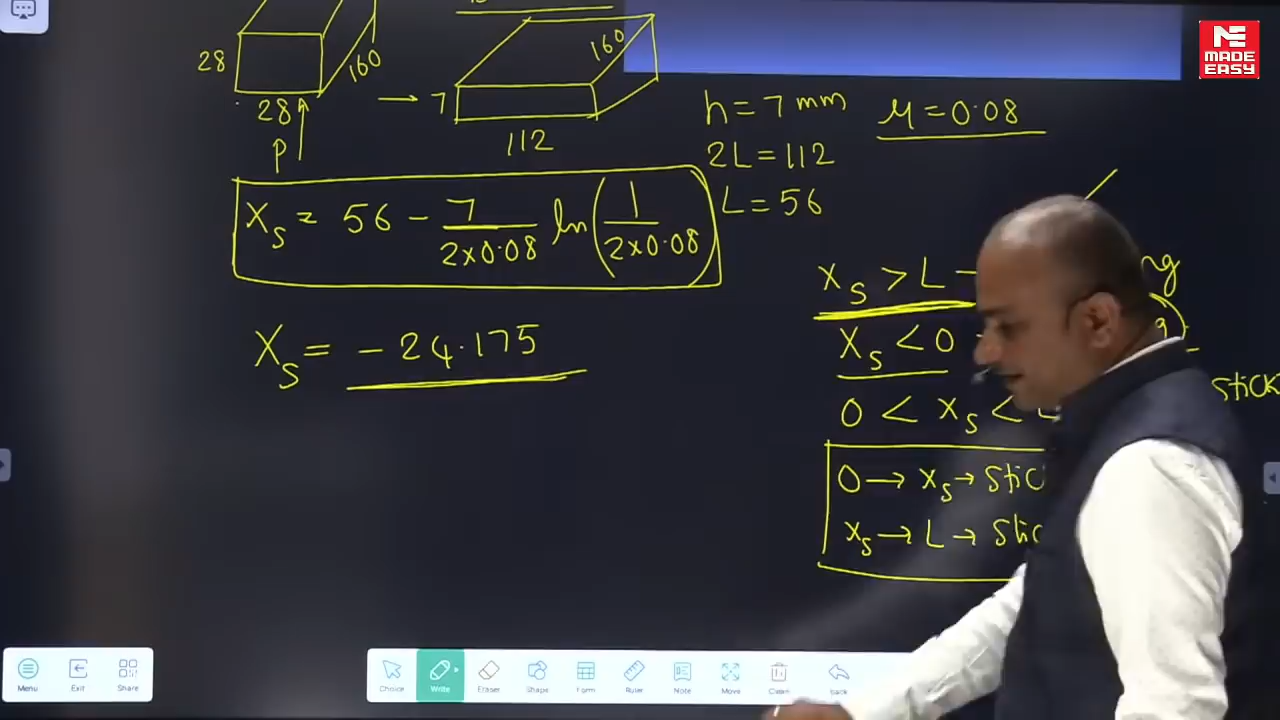 MADE
EASY
28
28
160
P
7
160
112
h = 7 mm
μ = 0.08
2L = 112
L = 56
Xs = 56 - 7/(2×0.08) ln(1/(2×0.08))
Xs = - 24.175
Xs > L
Xs < 0
Stick
0 < Xs <
0 → Xs →
Xs → L →
Menu
Exit
Share
Choice
Write
Eraser
Shape
Form
Ruler
Note
Move
Clean
back